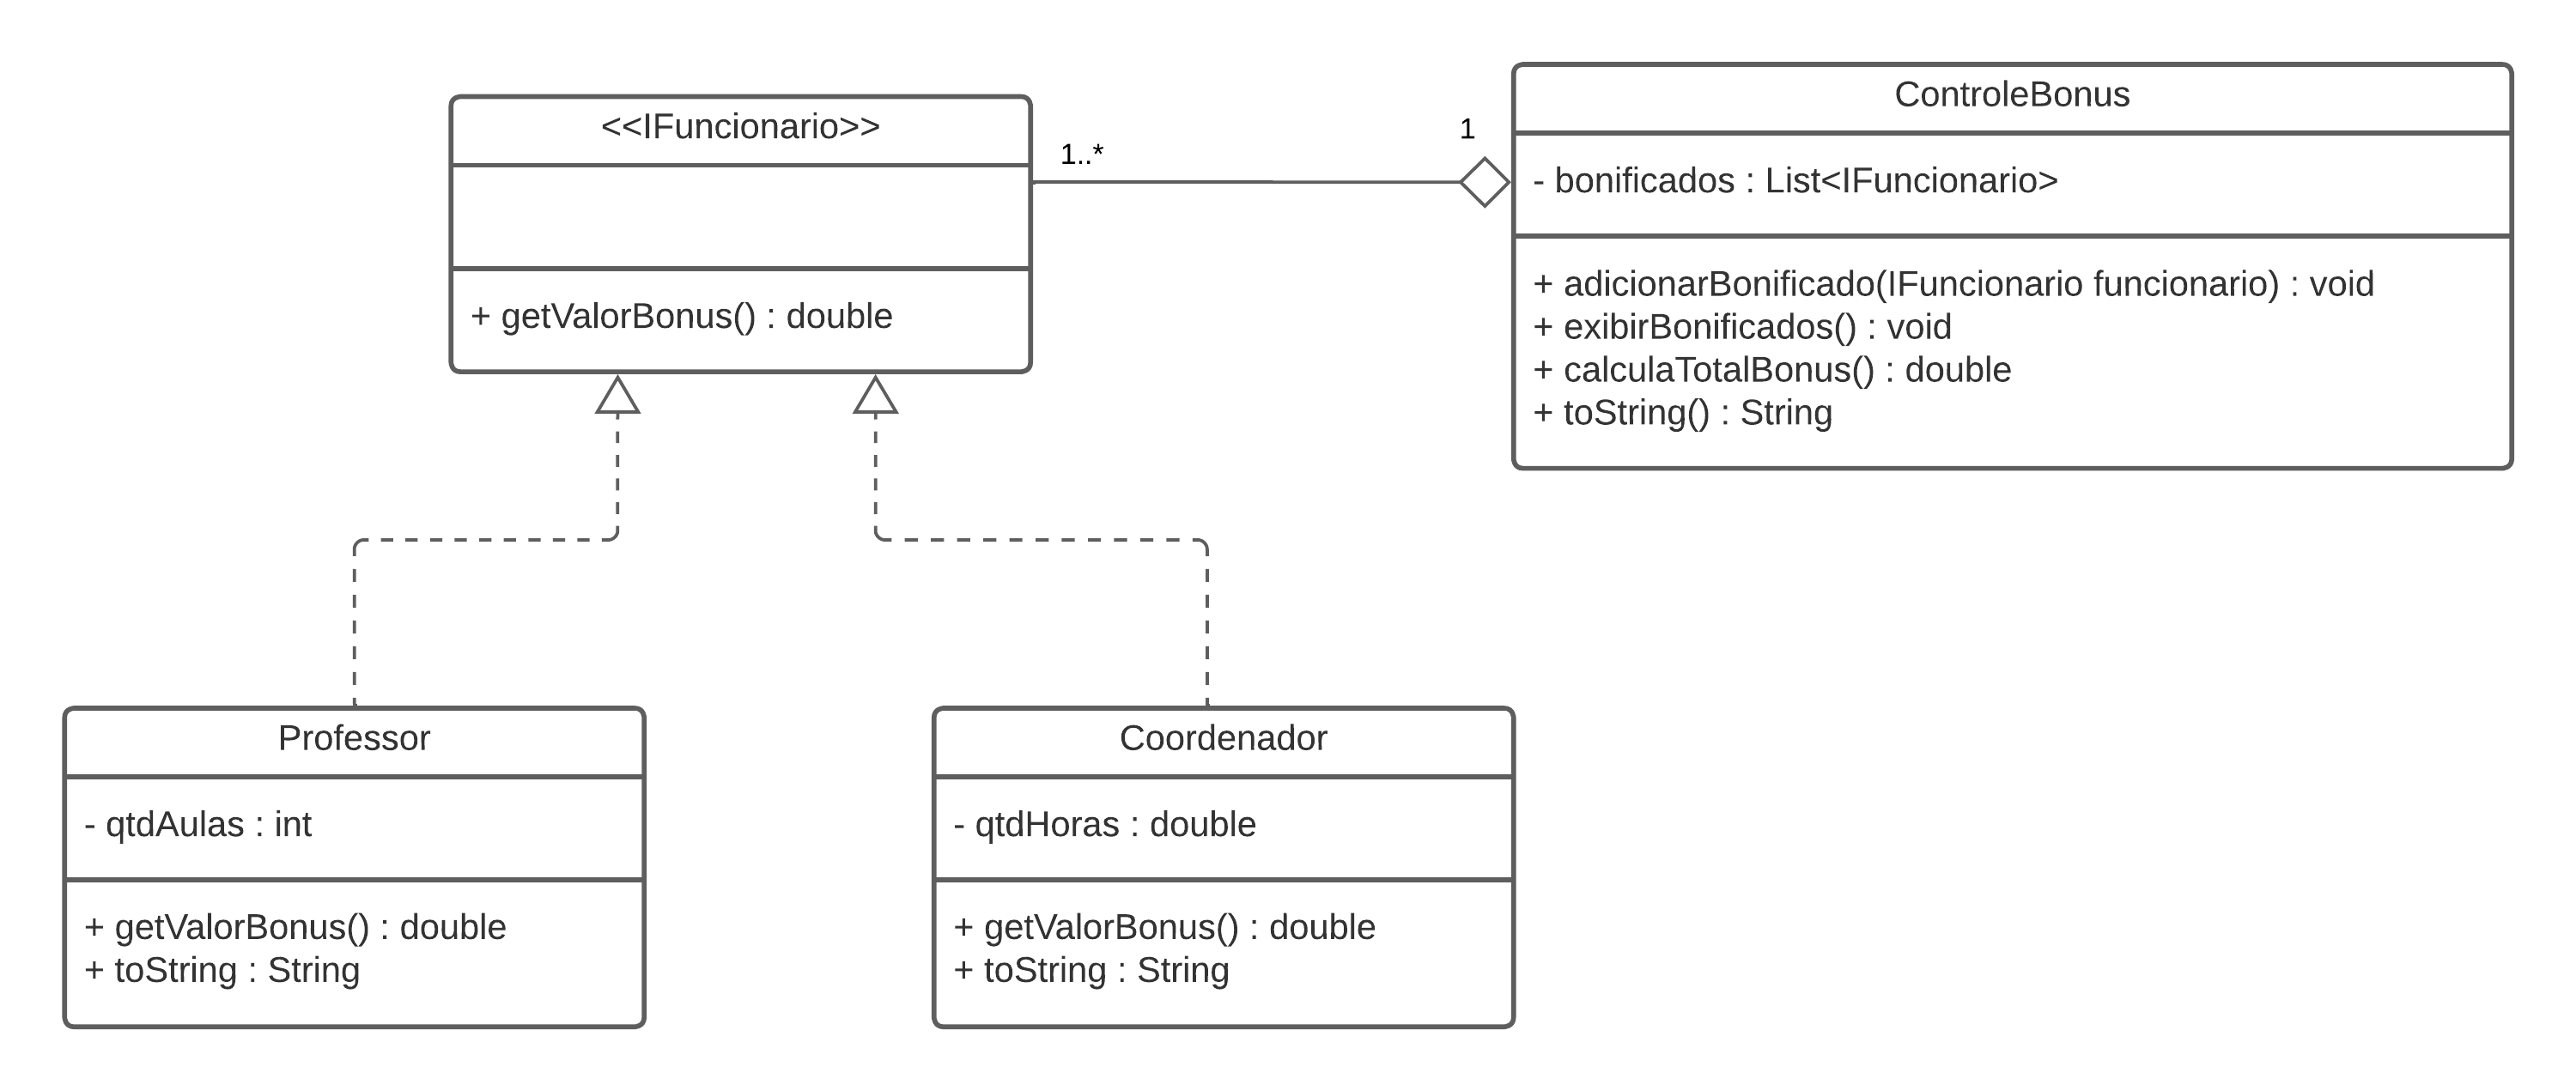 <<IFuncionario>>
+ getValorBonus() : double
1..*
1
ControleBonus
- bonificados : List<IFuncionario>
+ adicionarBonificado(IFuncionario funcionario) : void
+ exibirBonificados() : void
+ calculaTotalBonus() : double
+ toString() : String
Professor
- qtdAulas : int
+ getValorBonus() : double
+ toString : String
Coordenador
- qtdHoras : double
+ getValorBonus() : double
+ toString : String